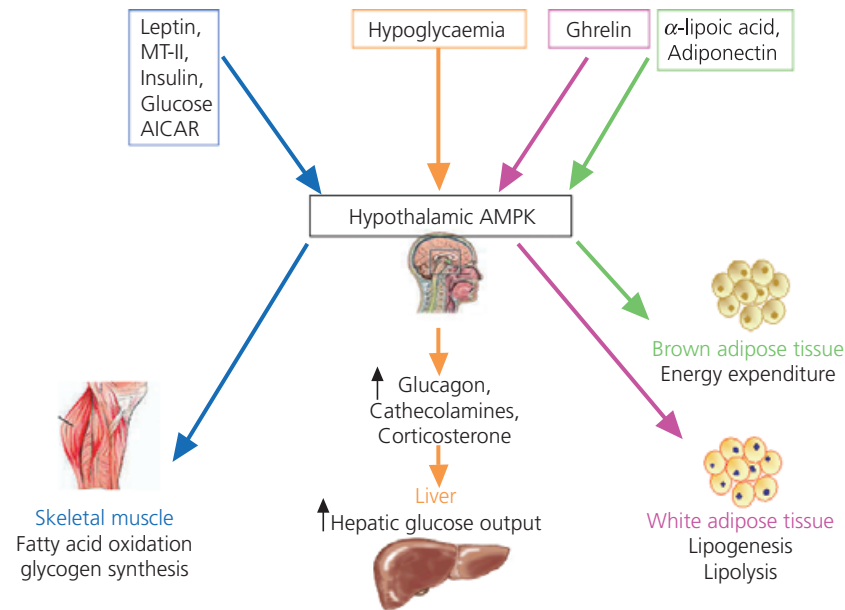 Leptin,
MT-II,
Insulin,
Glucose
AICAR
Hypoglycaemia
Ghrelin
α-lipoic acid,
Adiponectin
Hypothalamic AMPK
Brown adipose tissue
Energy expenditure
Glucagon,
Cathecolamines,
Corticosterone
Liver
Hepatic glucose output
Skeletal muscle
Fatty acid oxidation
glycogen synthesis
White adipose tissue
Lipogenesis
Lipolysis